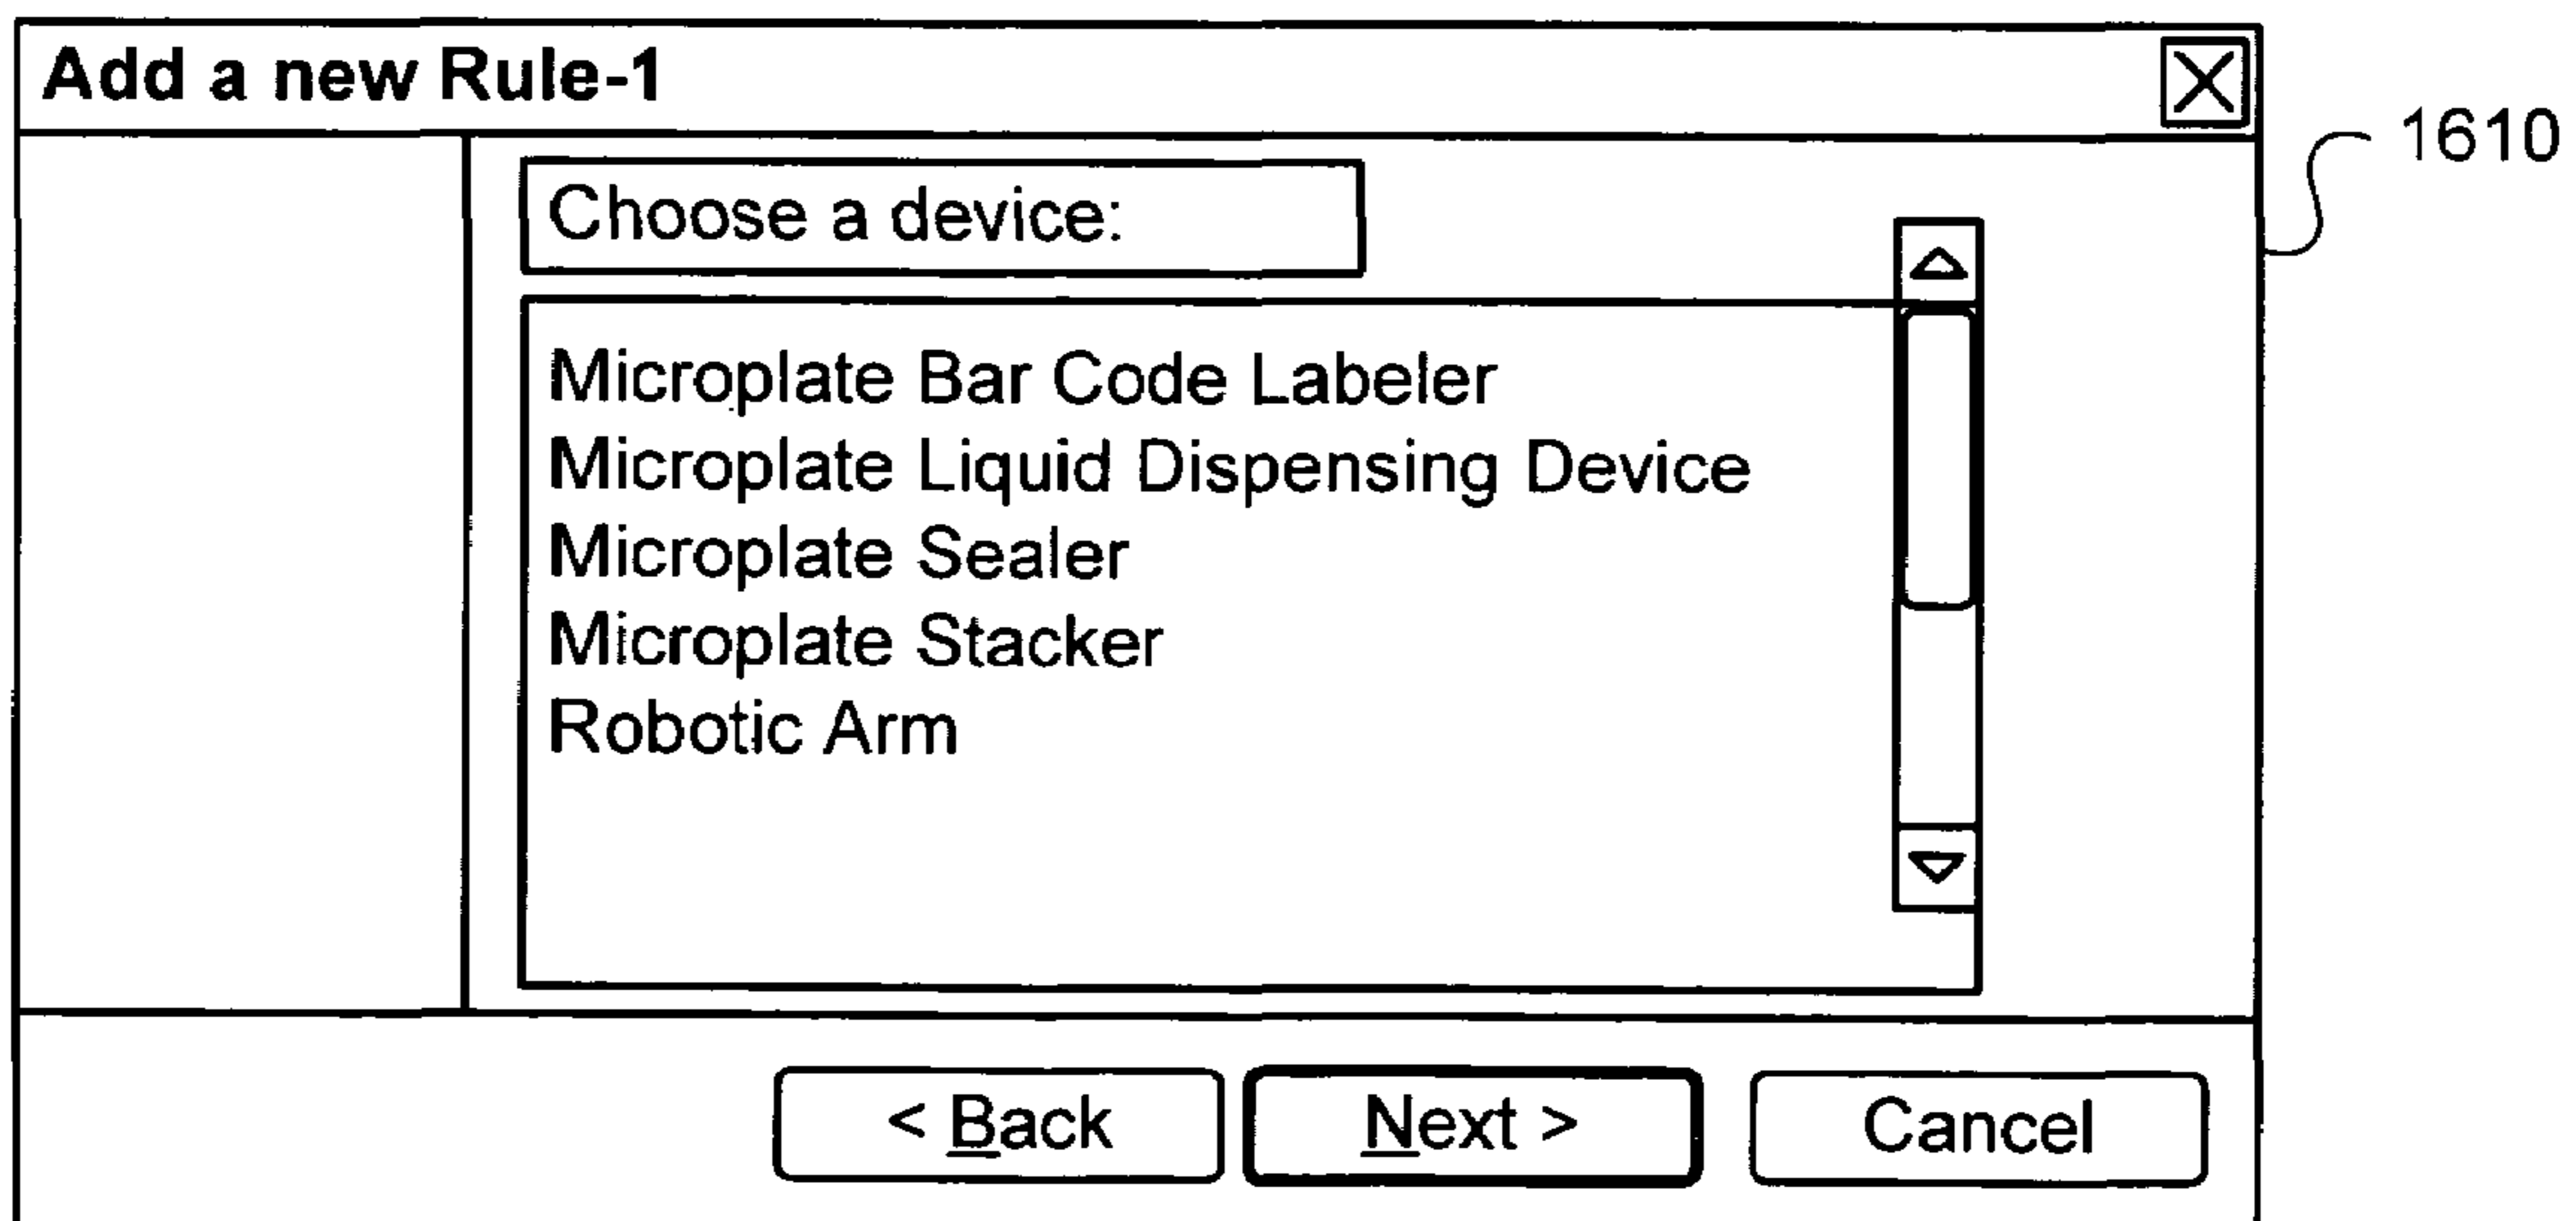 Add a new Rule-1
1610
Choose a device:
Microplate Bar Code Labeler
Microplate Liquid Dispensing Device
Microplate Sealer
Microplate Stacker
Robotic Arm
< Back
Next >
Cancel